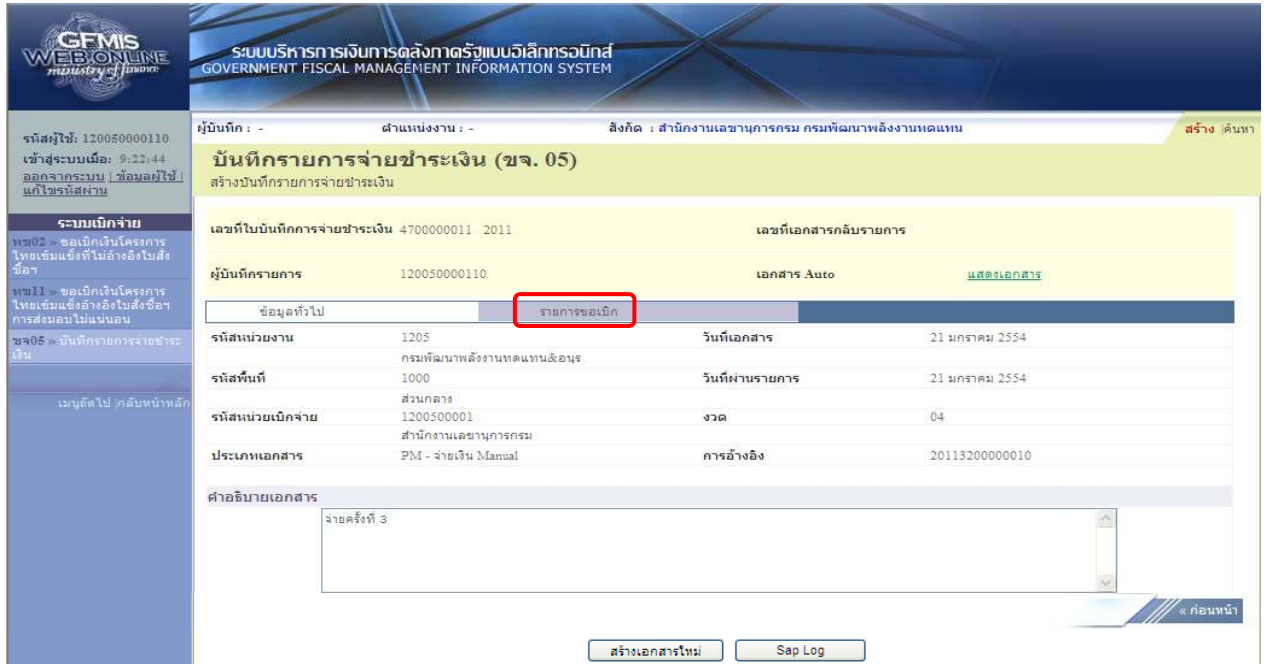 GFMIS
WEB ONLINE
ministry of finance
ระบบบริหารการเงินการคลังภาครัฐแบบอิเล็กทรอนิกส์
GOVERNMENT FISCAL MANAGEMENT INFORMATION SYSTEM
รหัสผู้ใช้: 120050000110
เข้าสู่ระบบเมื่อ: 9:22:44
ออกจากระบบ | ข้อมูลผู้ใช้ |
แก้ไขรหัสผ่าน
ผู้บันทึก : - ตำแหน่งงาน : - สังกัด : สำนักงานเลขานุการกรม กรมพัฒนาพลังงานทดแทน สร้าง |ค้นหา
บันทึกรายการจ่ายชำระเงิน (ขจ. 05)
สร้างบันทึกรายการจ่ายชำระเงิน
ระบบเบิกจ่าย
ทข02 » ขอเบิกเงินโครงการ
ไทยเข้มแข็งที่ไม่อ้างอิงใบสั่ง
ซื้อฯ
ทข11 » ขอเบิกเงินโครงการ
ไทยเข้มแข็งอ้างอิงใบสั่งซื้อฯ
การส่งมอบไม่แน่นอน
ขจ05 » บันทึกรายการจ่ายชำระ
เงิน
เมนูถัดไป |กลับหน้าหลัก
เลขที่ใบบันทึกการจ่ายชำระเงิน 4700000011 2011 เลขที่เอกสารกลับรายการ
ผู้บันทึกรายการ 120050000110 เอกสาร Auto แสดงเอกสาร
ข้อมูลทั่วไป รายการขอเบิก
รหัสหน่วยงาน 1205 วันที่เอกสาร 21 มกราคม 2554
กรมพัฒนาพลังงานทดแทน&อนุร
รหัสพื้นที่ 1000 วันที่ผ่านรายการ 21 มกราคม 2554
ส่วนกลาง
รหัสหน่วยเบิกจ่าย 1200500001 งวด 04
สำนักงานเลขานุการกรม
ประเภทเอกสาร PM - จ่ายเงิน Manual การอ้างอิง 20113200000010
คำอธิบายเอกสาร
จ่ายครั้งที่ 3
« ก่อนหน้า
สร้างเอกสารใหม่ Sap Log